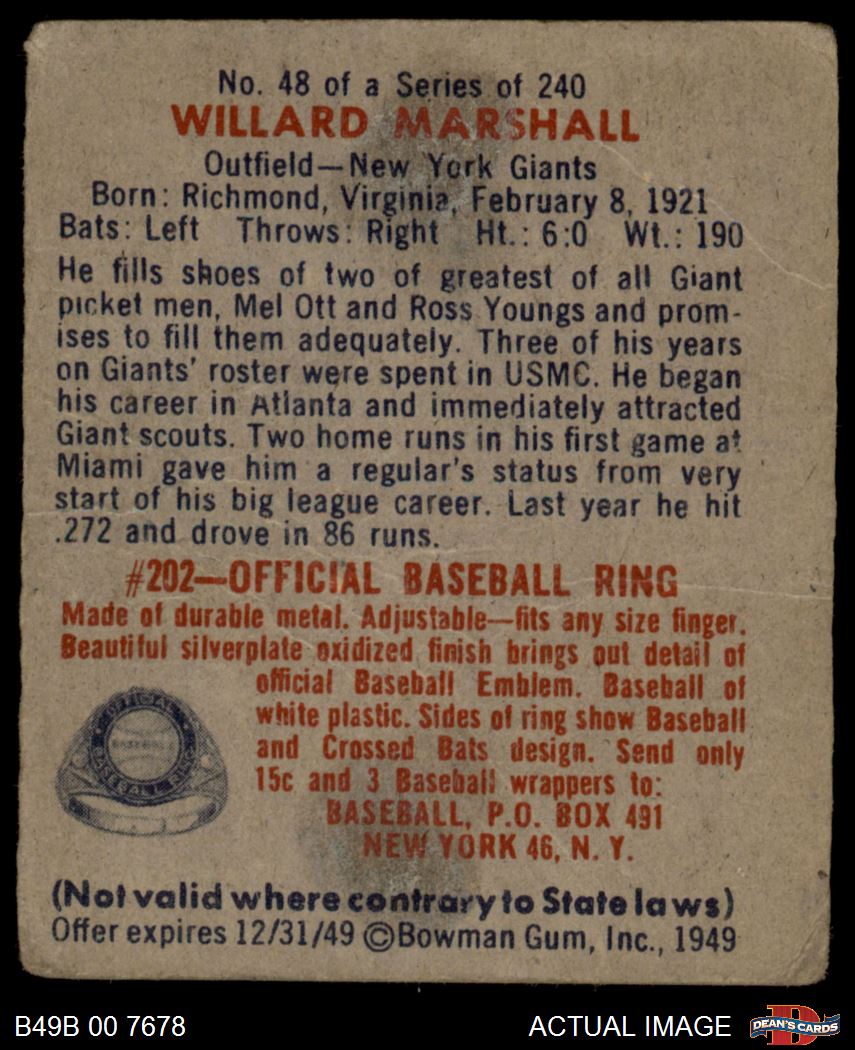 No. 48 of a Series of 240
WILLARD MARSHALL
Outfield—New York Giants
Born: Richmond, Virginia, February 8, 1921
Bats: Left Throws: Right Ht.: 6:0 Wt.: 190
He fills shoes of two of greatest of all Giant
picket men, Mel Ott and Ross Youngs and prom-
ises to fill them adequately. Three of his years
on Giants' roster were spent in USMC. He began
his career in Atlanta and immediately attracted
Giant scouts. Two home runs in his first game at
Miami gave him a regular's status from very
start of his big league career. Last year he hit
.272 and drove in 86 runs.
#202—OFFICIAL BASEBALL RING
Made of durable metal. Adjustable—fits any size finger.
Beautiful silverplate oxidized finish brings out detail of
official Baseball Emblem. Baseball of
white plastic. Sides of ring show Baseball
and Crossed Bats design. Send only
15c and 3 Baseball wrappers to:
BASEBALL, P.O. BOX 491
NEW YORK 46, N. Y.
OFFICIAL
BASEBALL
BASEBALL RING
(Not valid where contrary to State laws)
Offer expires 12/31/49 ©Bowman Gum, Inc., 1949
B49B 00 7678
ACTUAL IMAGE
D
DEAN'S CARDS